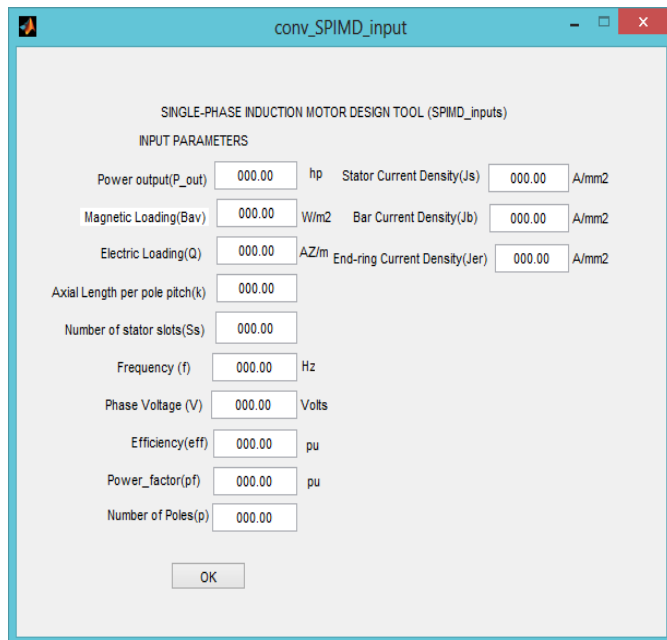 conv_SPIMD_input
SINGLE-PHASE INDUCTION MOTOR DESIGN TOOL (SPIMD_inputs)
INPUT PARAMETERS
Power output(P_out) 000.00 hp Stator Current Density(Js) 000.00 A/mm2
Magnetic Loading(Bav) 000.00 W/m2 Bar Current Density(Jb) 000.00 A/mm2
Electric Loading(Q) 000.00 AZ/m End-ring Current Density(Jer) 000.00 A/mm2
Axial Length per pole pitch(k) 000.00
Number of stator slots(Ss) 000.00
Frequency (f) 000.00 Hz
Phase Voltage (V) 000.00 Volts
Efficiency(eff) 000.00 pu
Power_factor(pf) 000.00 pu
Number of Poles(p) 000.00
OK